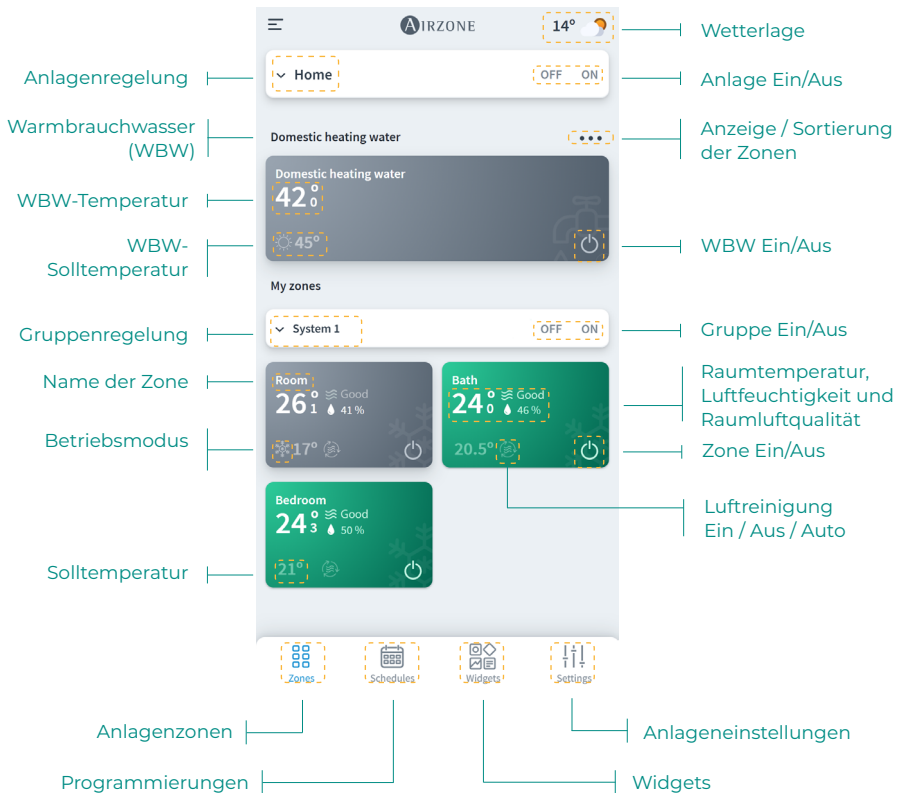 AIRZONE
14°
Wetterlage
Anlagenregelung
Home
OFF ON
Anlage Ein/Aus
Warmbrauchwasser
(WBW)
Domestic heating water
Anzeige / Sortierung
der Zonen
Domestic heating water
WBW-Temperatur
42°0
WBW-
Solltemperatur
45°
WBW Ein/Aus
My zones
Gruppenregelung
System 1
OFF ON
Gruppe Ein/Aus
Name der Zone
Room
26°1
Good
41 %
Bath
24°0
Good
46 %
Raumtemperatur,
Luftfeuchtigkeit und
Raumluftqualität
Betriebsmodus
17°
20.5°
Zone Ein/Aus
Bedroom
24°3
Good
50 %
Luftreinigung
Ein / Aus / Auto
Solltemperatur
21°
Zones
Schedules
Widgets
Settings
Anlagenzonen
Anlageneinstellungen
Programmierungen
Widgets